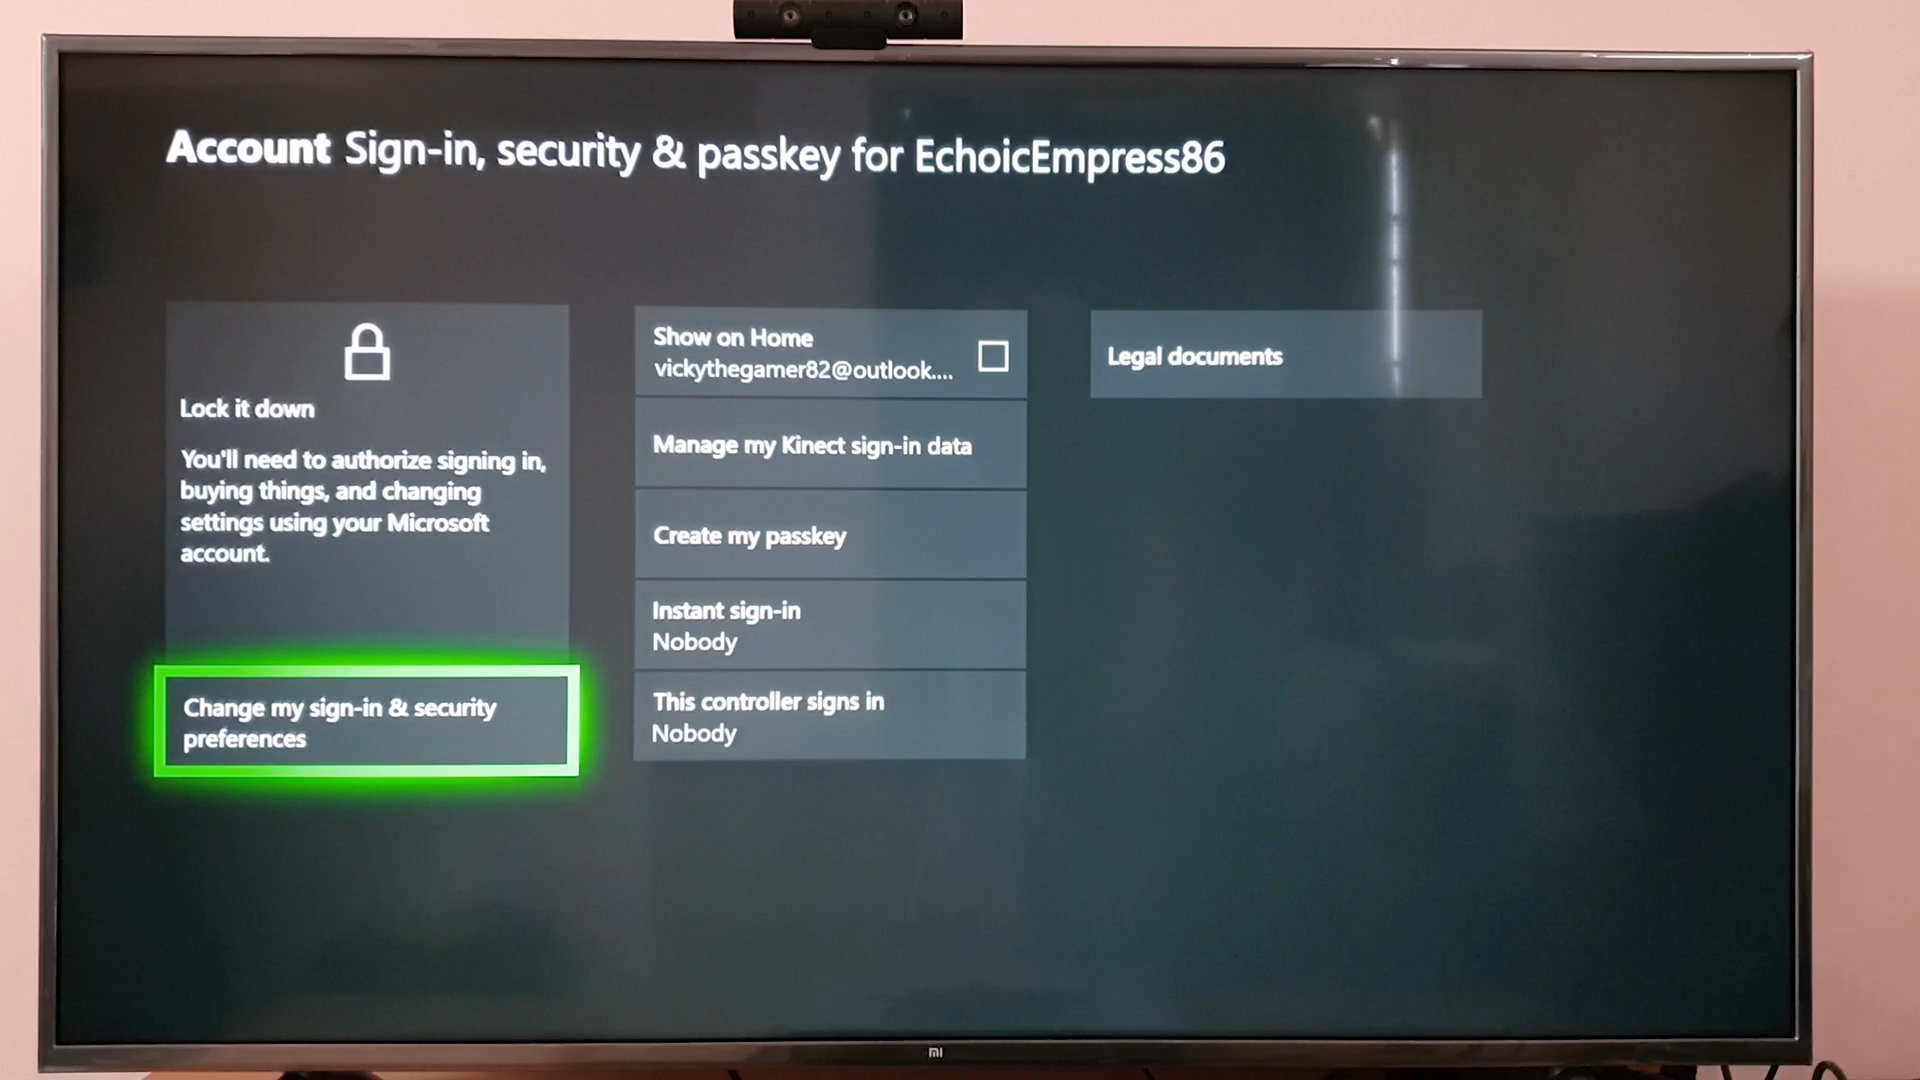 Account Sign-in, security & passkey for EchoicEmpress86
Lock it down
You'll need to authorize signing in,
buying things, and changing
settings using your Microsoft
account.
Change my sign-in & security
preferences
Show on Home
vickythegamer82@outlook....
Manage my Kinect sign-in data
Create my passkey
Instant sign-in
Nobody
This controller signs in
Nobody
Legal documents
mi